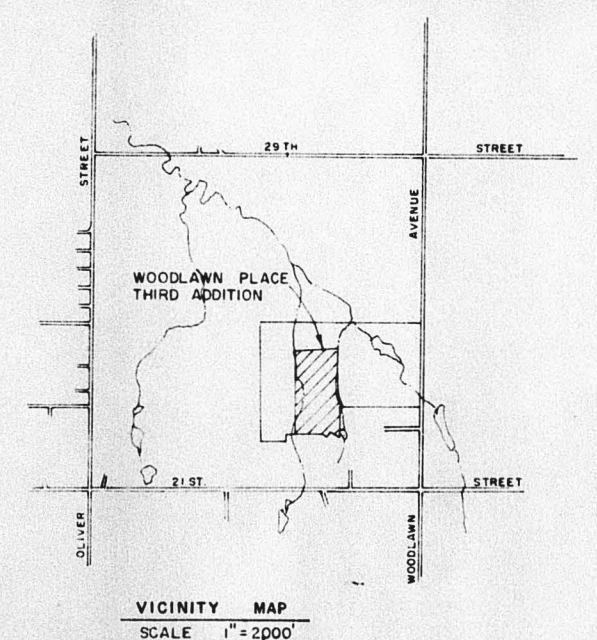 STREET
29TH STREET
AVENUE
WOODLAWN PLACE
THIRD ADDITION
21 ST. STREET
OLIVER
WOODLAWN
VICINITY MAP
SCALE 1"=2000'